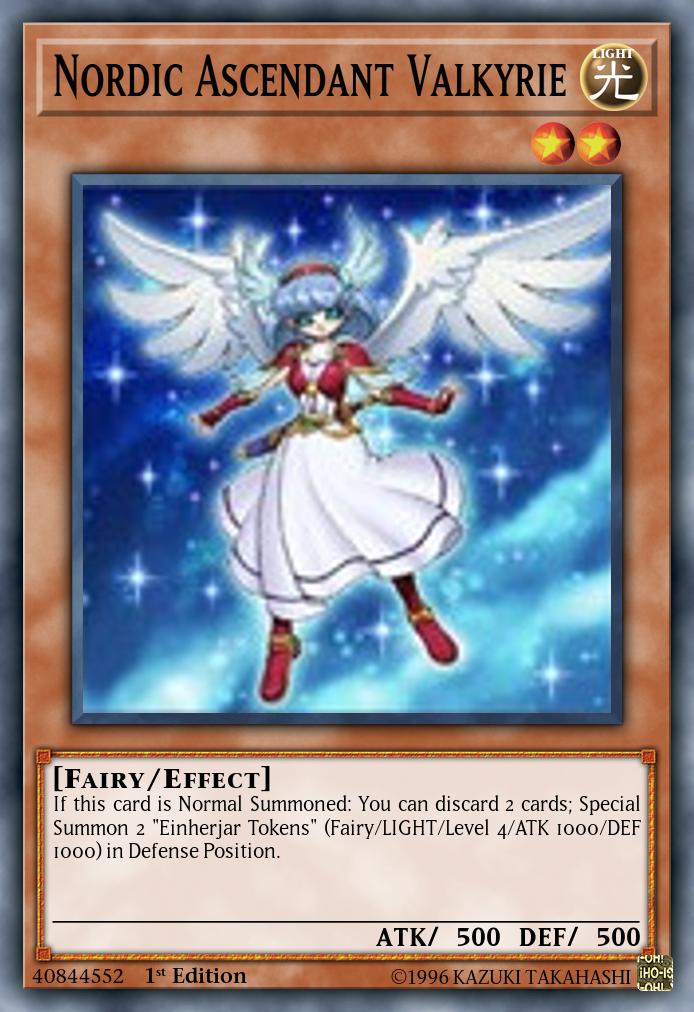 Nordic Ascendant Valkyrie
LIGHT
光
[Fairy/Effect]
If this card is Normal Summoned: You can discard 2 cards; Special
Summon 2 "Einherjar Tokens" (Fairy/LIGHT/Level 4/ATK 1000/DEF
1000) in Defense Position.
ATK/ 500 DEF/ 500
40844552 1st Edition ©1996 KAZUKI TAKAHASHI